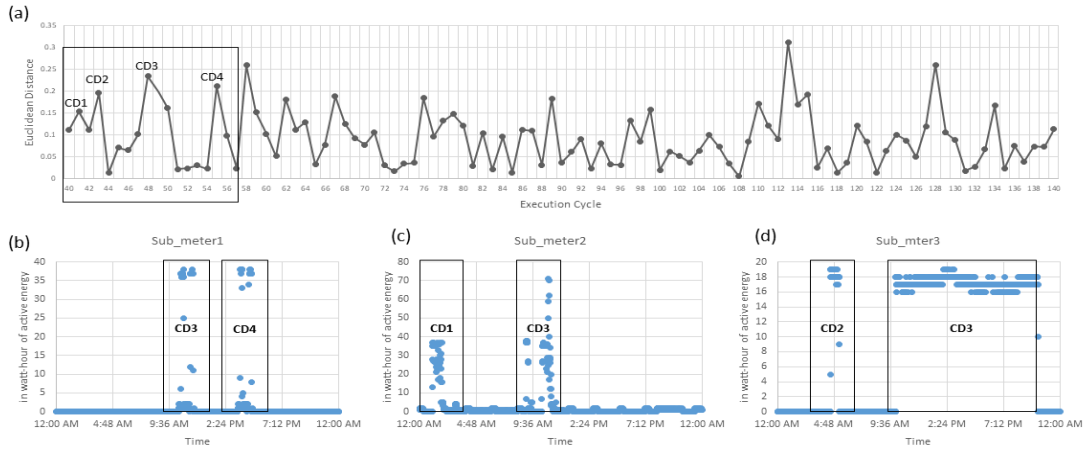 (a)
0.35
0.3
0.25
0.2
0.15
0.1
0.05
0
Euclidean Distance
CD1
CD2
CD3
CD4
40 42 44 46 48 50 52 54 56 58 60 62 64 66 68 70 72 74 76 78 80 82 84 86 88 90 92 94 96 98 100 102 104 106 108 110 112 114 116 118 120 122 124 126 128 130 132 134 136 138 140
Execution Cycle
(b)
Sub_meter1
in watt-hour of active energy
40
35
30
25
20
15
10
5
0
CD3
CD4
12:00 AM 9:36 AM 2:24 PM 12:00 AM
Time
(c)
Sub_meter2
in watt-hour of active energy
80
70
60
50
40
30
20
10
0
CD1
CD3
12:00 AM 4:48 AM 9:36 AM 2:24 PM 7:12 PM 12:00 AM
Time
(d)
Sub_mter3
in watt-hour of active energy
20
18
16
14
12
10
8
6
4
2
0
CD2
CD3
12:00 AM 4:48 AM 9:36 AM 2:24 PM 7:12 PM 12:00 AM
Time